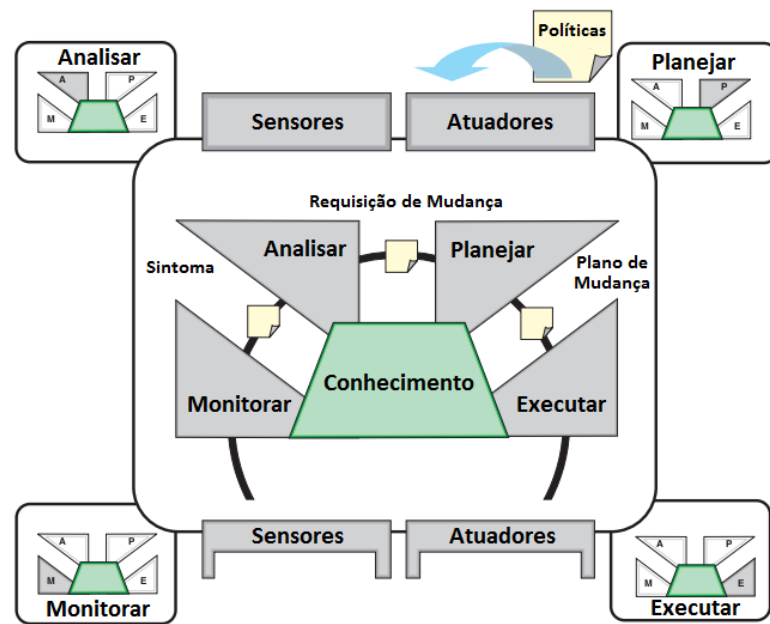 Analisar
A
P
M
E
Políticas
Planejar
A
P
M
E
Sensores
Atuadores
Requisição de Mudança
Analisar
Planejar
Sintoma
Plano de
Mudança
Conhecimento
Monitorar
Executar
Sensores
Atuadores
A
P
M
E
Monitorar
A
P
M
E
Executar